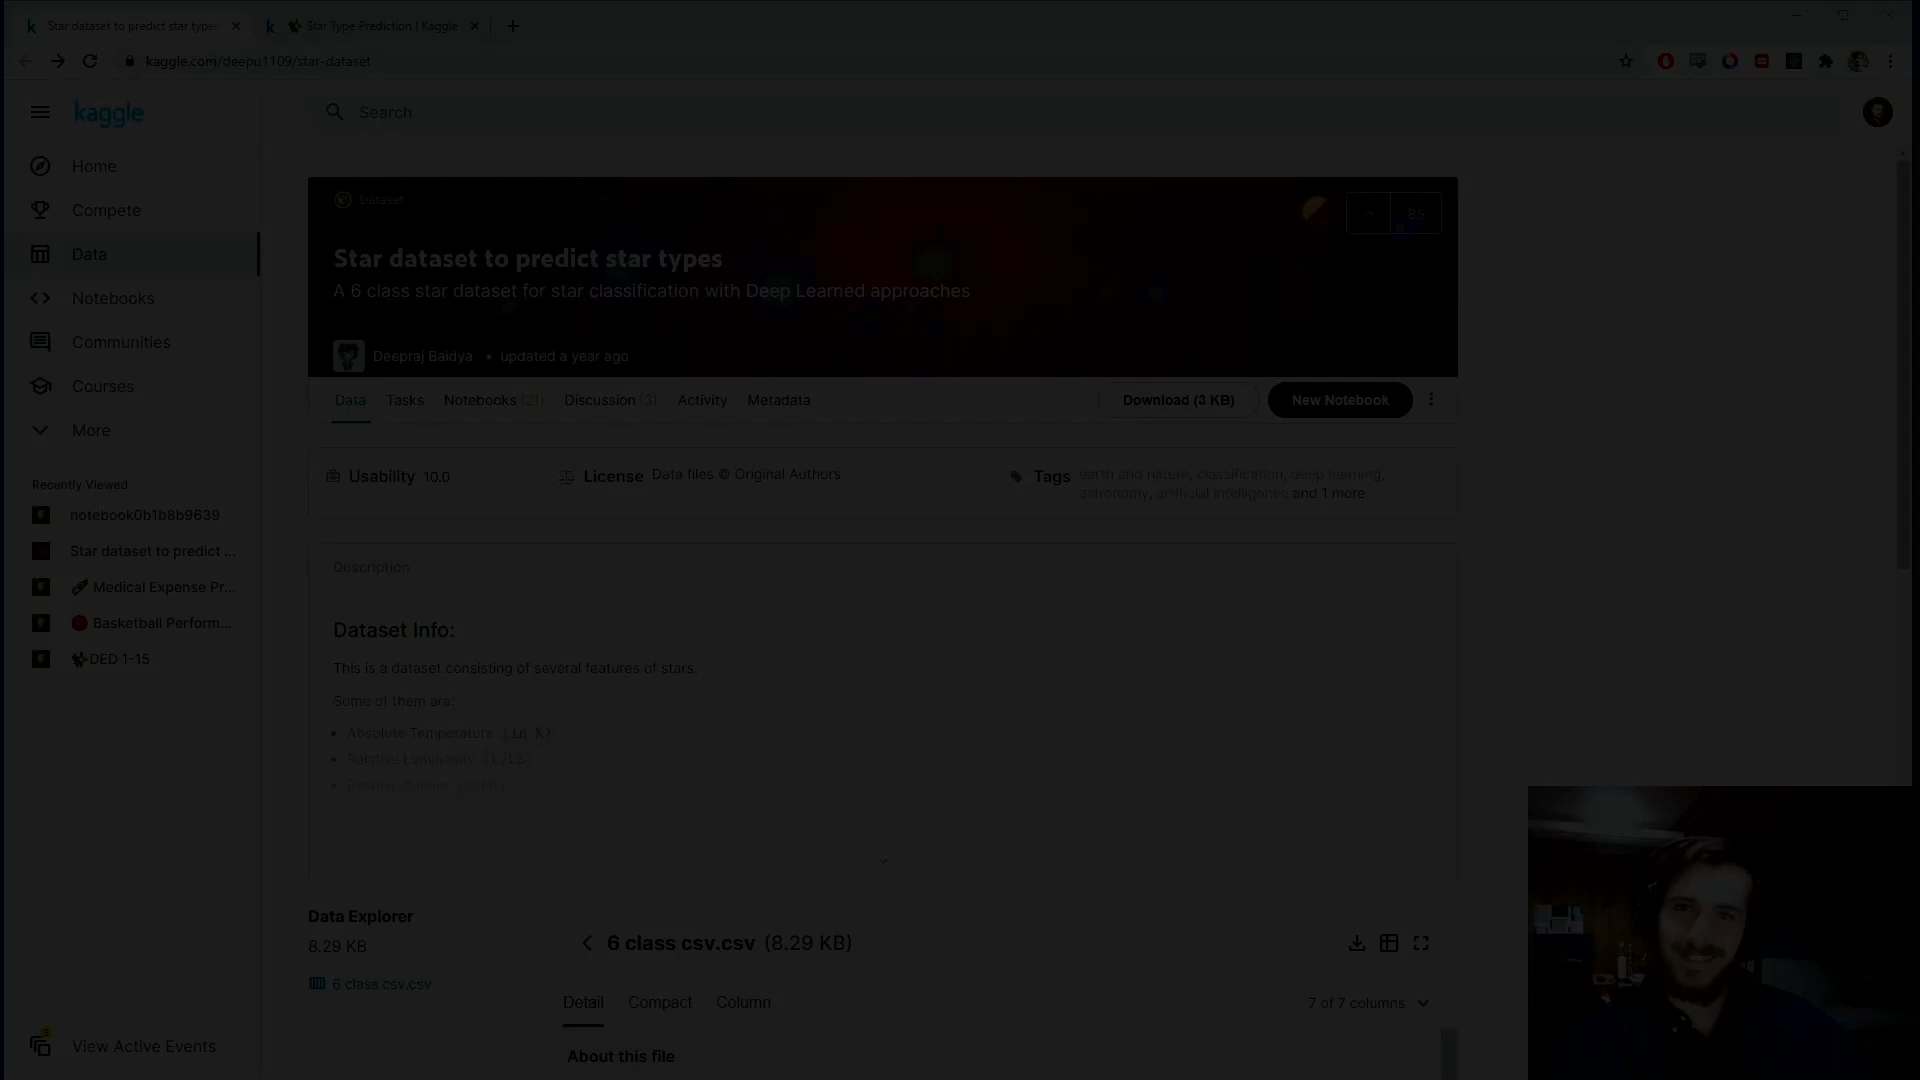 Star dataset to predict star types
Star Type Prediction | Kaggle
kaggle.com/deepu1109/star-dataset
kaggle
Search
Home
Compete
Data
Notebooks
Communities
Courses
More
Recently Viewed
notebook0b1b8b9639
Star dataset to predict ...
Medical Expense Pr...
Basketball Perform...
DED 1-15
View Active Events
Dataset
85
Star dataset to predict star types
A 6 class star dataset for star classification with Deep Learned approaches
Deepraj Baidya • updated a year ago
Data Tasks Notebooks (21) Discussion (3) Activity Metadata Download (3 KB) New Notebook
Usability 10.0 License Data files © Original Authors Tags earth and nature, classification, deep learning,
astronomy, artificial intelligence and 1 more
Description
Dataset Info:
This is a dataset consisting of several features of stars.
Some of them are:
• Absolute Temperature (in K)
• Relative Luminosity (L/Lo)
Data Explorer
8.29 KB
6 class csv.csv
6 class csv.csv (8.29 KB)
Detail Compact Column 7 of 7 columns
About this file